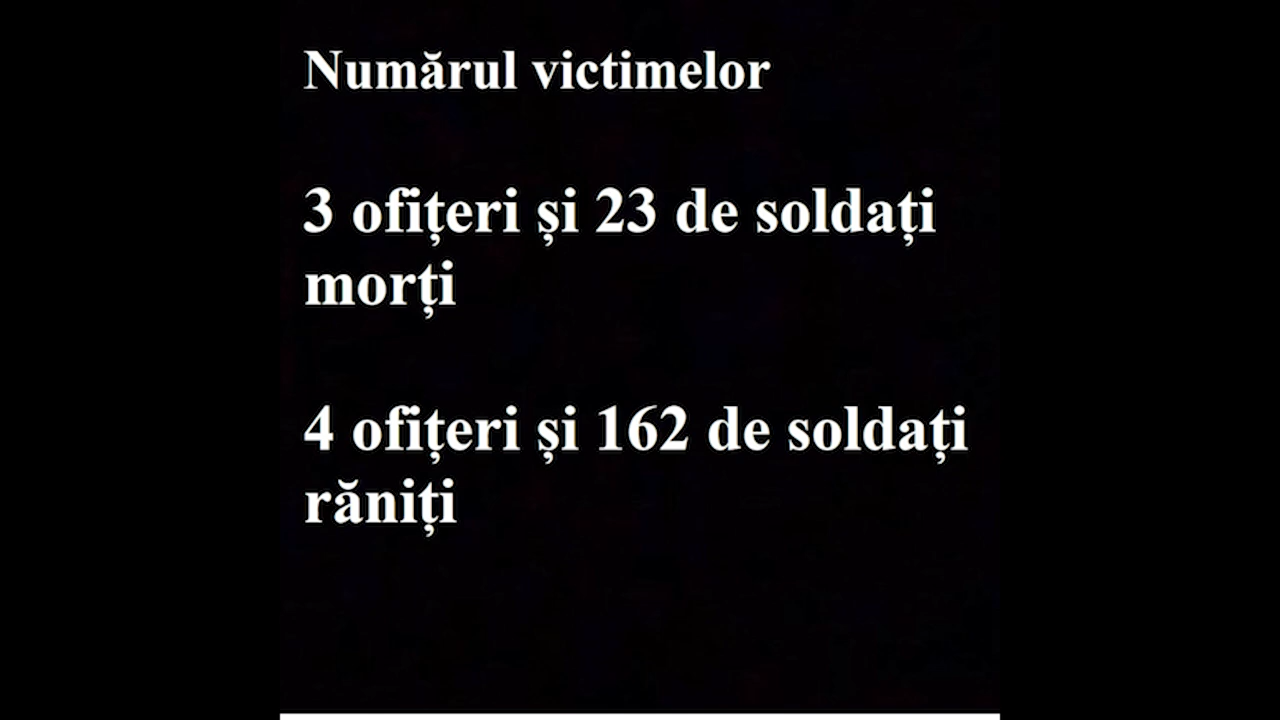 Numărul victimelor
3 ofițeri și 23 de soldați
morți
4 ofițeri și 162 de soldați
răniți